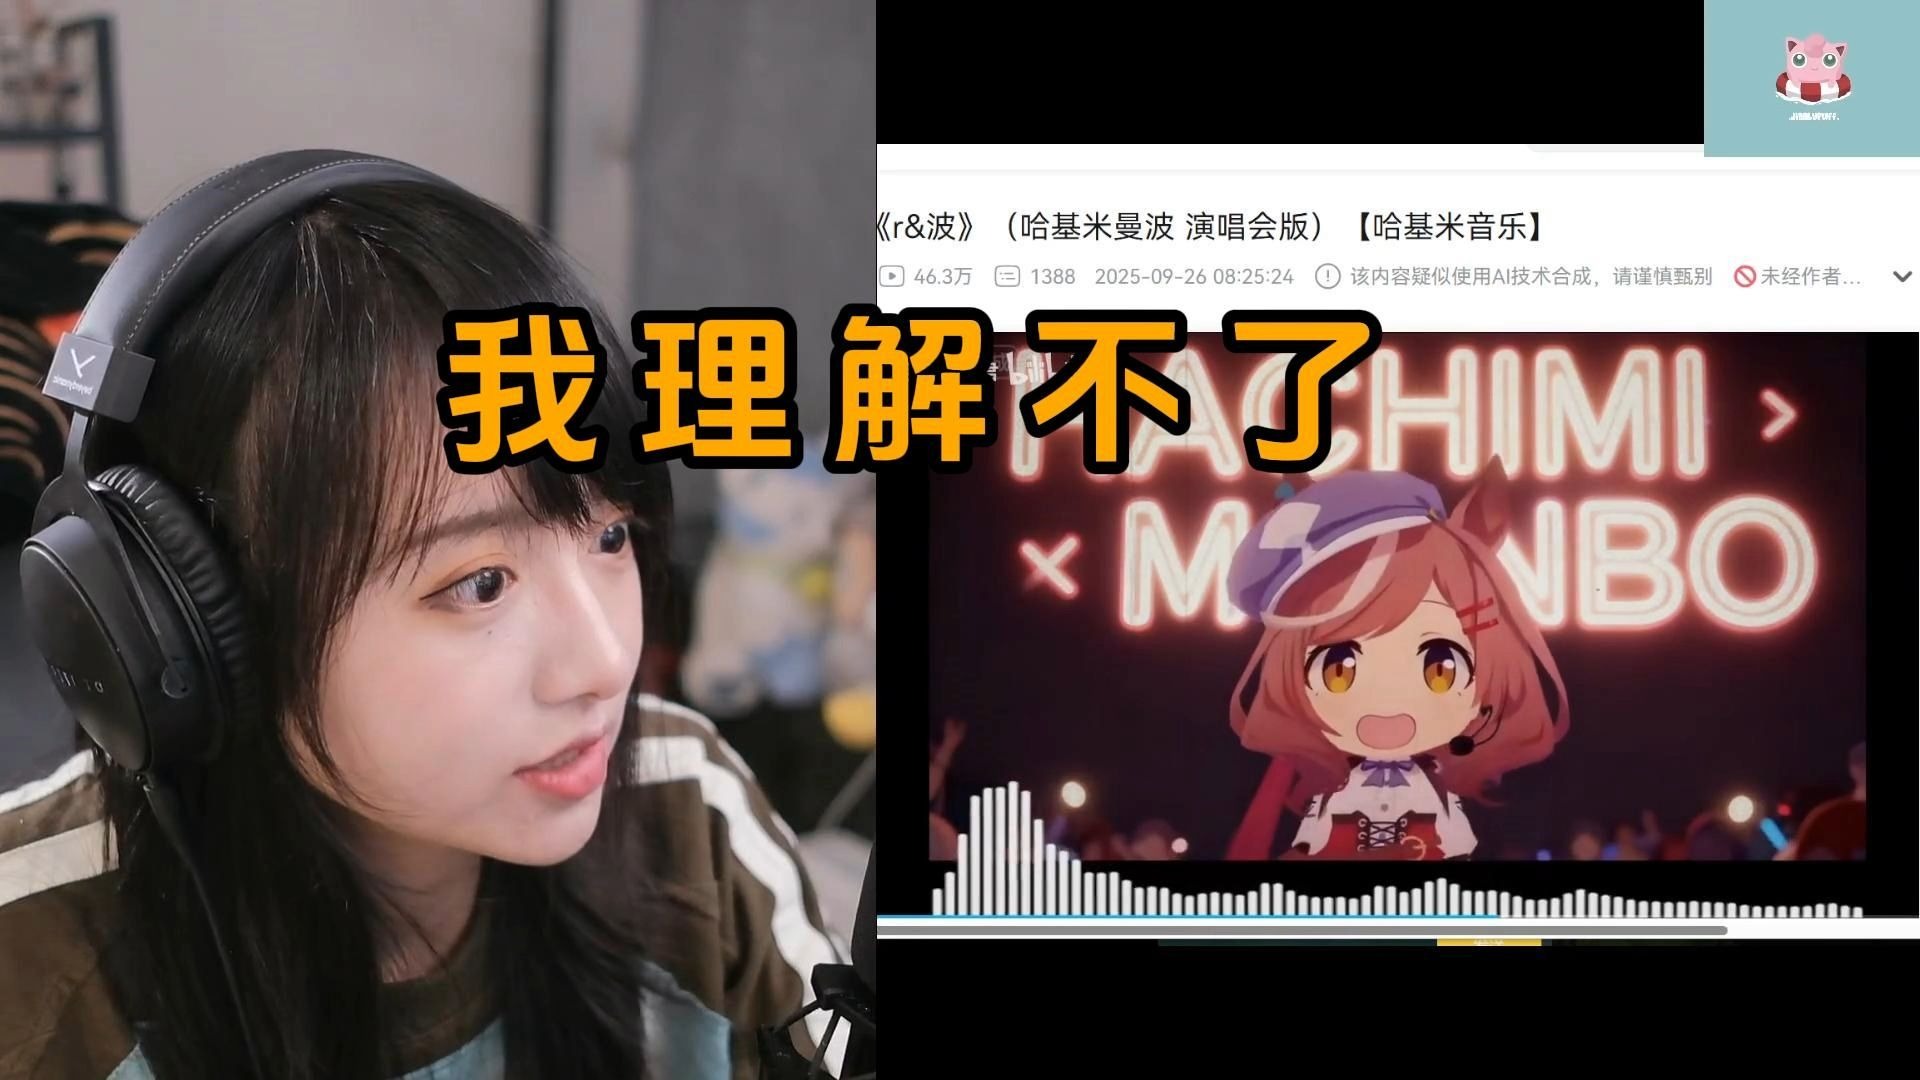 《r&波》（哈基米曼波 演唱会版）【哈基米音乐】
46.3万 1388 2025-09-26 08:25:24 该内容疑似使用AI技术合成，请谨慎甄别 未经作者…
我理解不了
HACHIMI
bili
M NBO